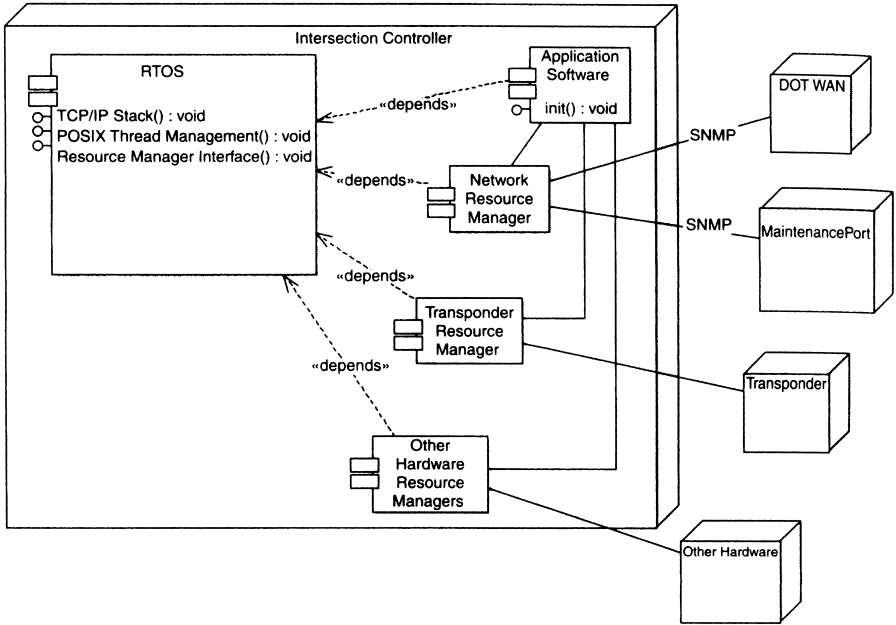 Intersection Controller
RTOS
TCP/IP Stack() : void
POSIX Thread Management() : void
Resource Manager Interface() : void
«depends»
Application
Software
init() : void
«depends»
Network
Resource
Manager
SNMP
DOT WAN
SNMP
MaintenancePort
«depends»
Transponder
Resource
Manager
Transponder
«depends»
Other
Hardware
Resource
Managers
Other Hardware